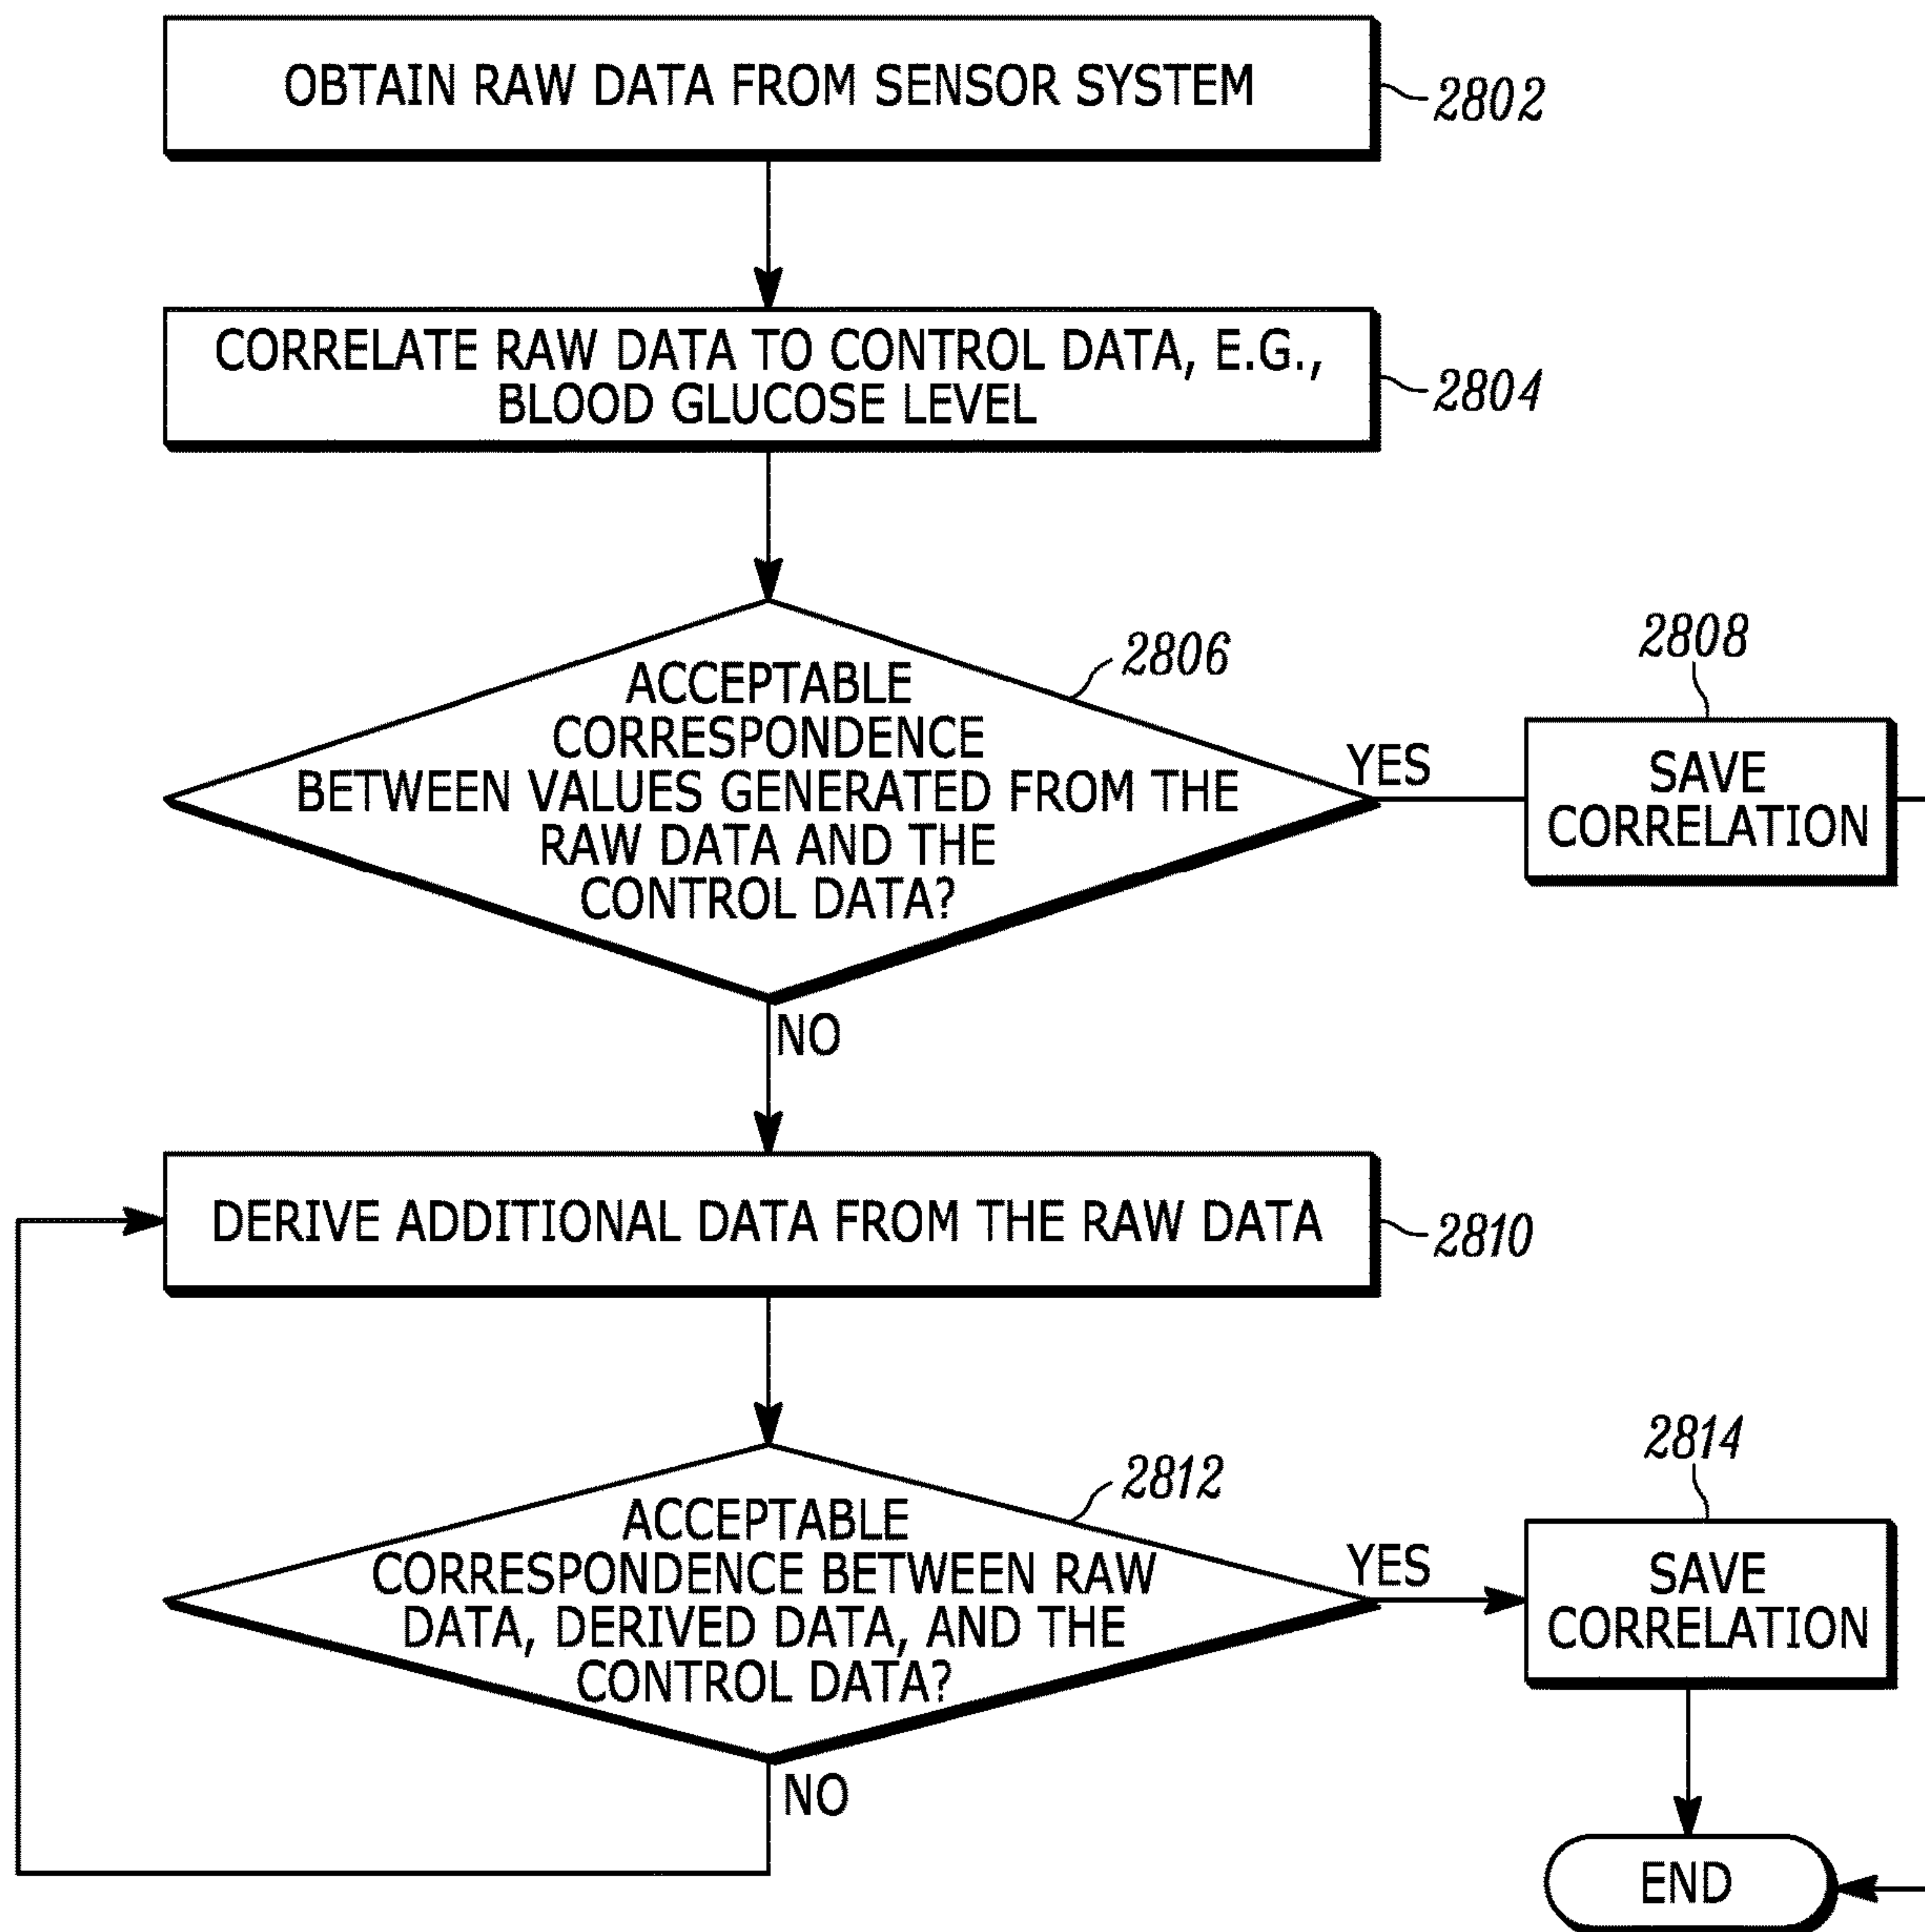 OBTAIN RAW DATA FROM SENSOR SYSTEM
2802
CORRELATE RAW DATA TO CONTROL DATA, E.G.,
BLOOD GLUCOSE LEVEL
2804
2806
ACCEPTABLE
CORRESPONDENCE
BETWEEN VALUES GENERATED FROM THE
RAW DATA AND THE
CONTROL DATA?
YES
2808
SAVE
CORRELATION
NO
DERIVE ADDITIONAL DATA FROM THE RAW DATA
2810
2812
ACCEPTABLE
CORRESPONDENCE BETWEEN RAW
DATA, DERIVED DATA, AND THE
CONTROL DATA?
YES
2814
SAVE
CORRELATION
NO
END